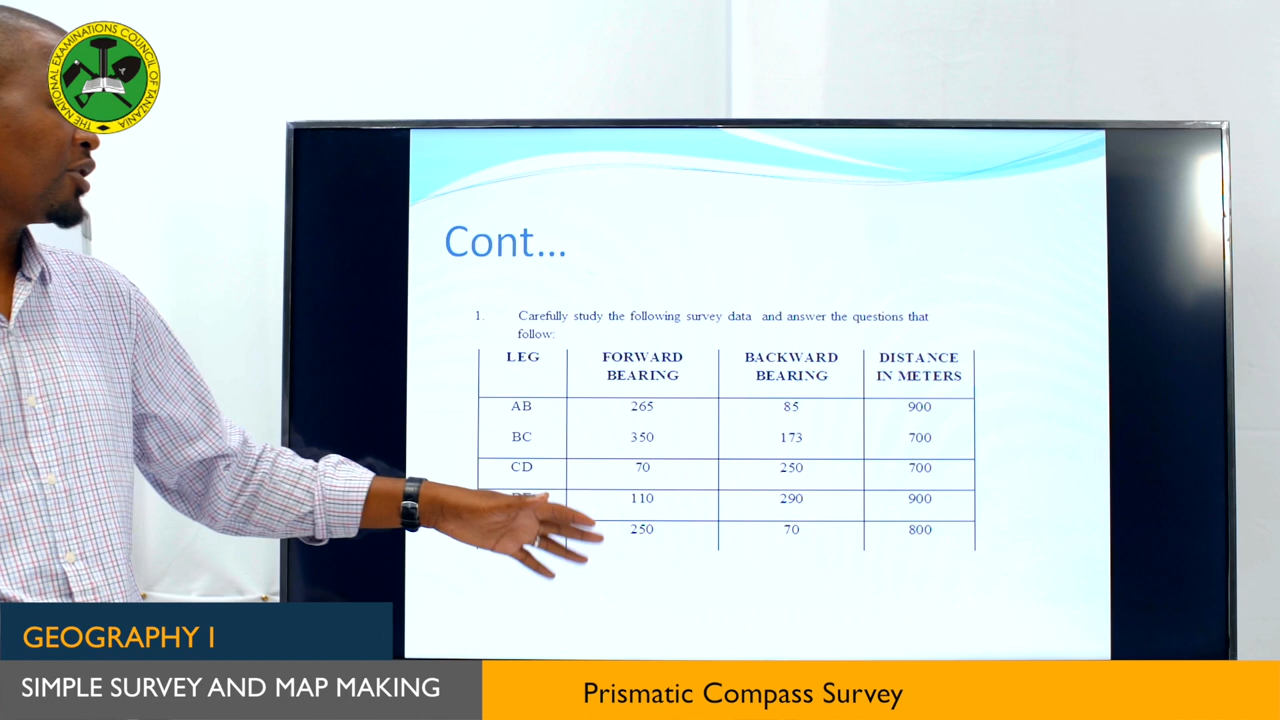 THE NATIONAL EXAMINATIONS COUNCIL OF TANZANIA
Cont...
1. Carefully study the following survey data and answer the questions that
follow:
LEG FORWARD BEARING BACKWARD BEARING DISTANCE IN METERS
AB 265 85 900
BC 350 173 700
CD 70 250 700
110 290 900
250 70 800
GEOGRAPHY I
SIMPLE SURVEY AND MAP MAKING
Prismatic Compass Survey